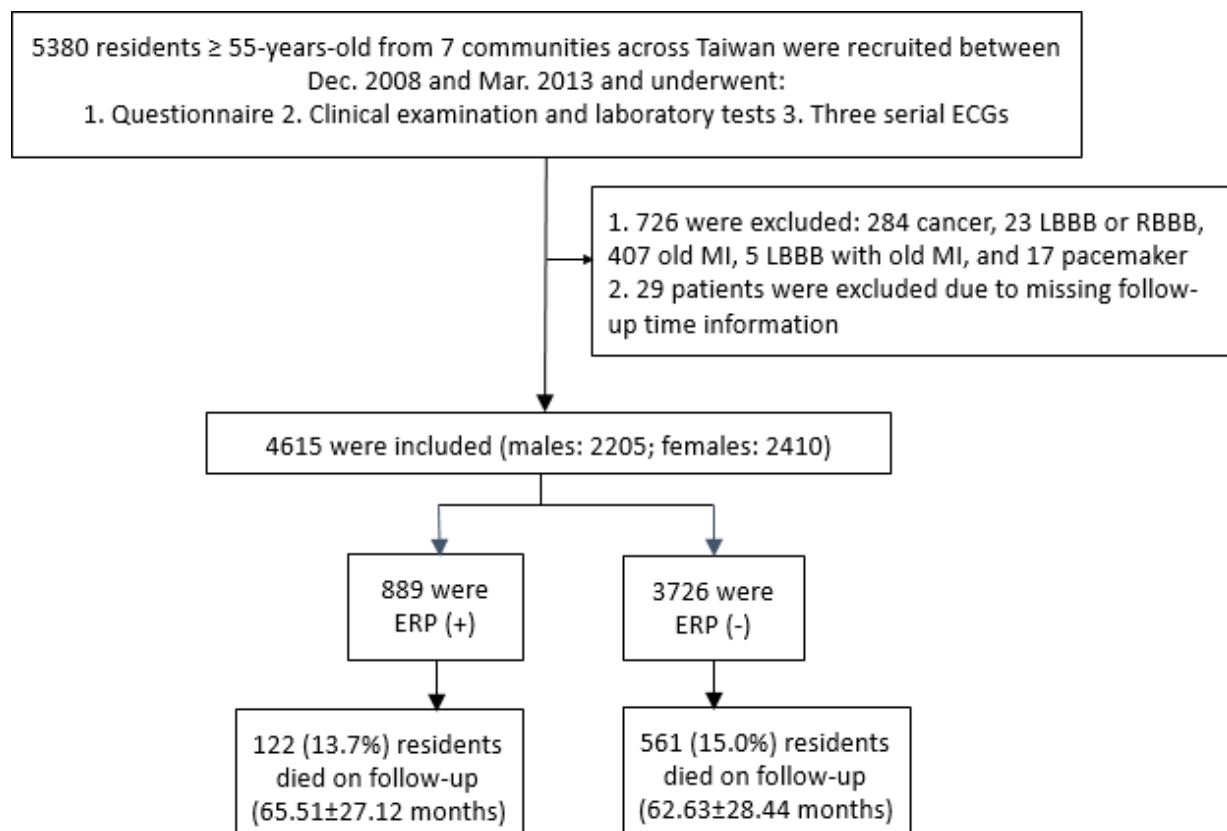 5380 residents ≥ 55-years-old from 7 communities across Taiwan were recruited between
Dec. 2008 and Mar. 2013 and underwent:
1. Questionnaire 2. Clinical examination and laboratory tests 3. Three serial ECGs
1. 726 were excluded: 284 cancer, 23 LBBB or RBBB,
407 old MI, 5 LBBB with old MI, and 17 pacemaker
2. 29 patients were excluded due to missing follow-
up time information
4615 were included (males: 2205; females: 2410)
889 were
ERP (+)
3726 were
ERP (-)
122 (13.7%) residents
died on follow-up
(65.51±27.12 months)
561 (15.0%) residents
died on follow-up
(62.63±28.44 months)